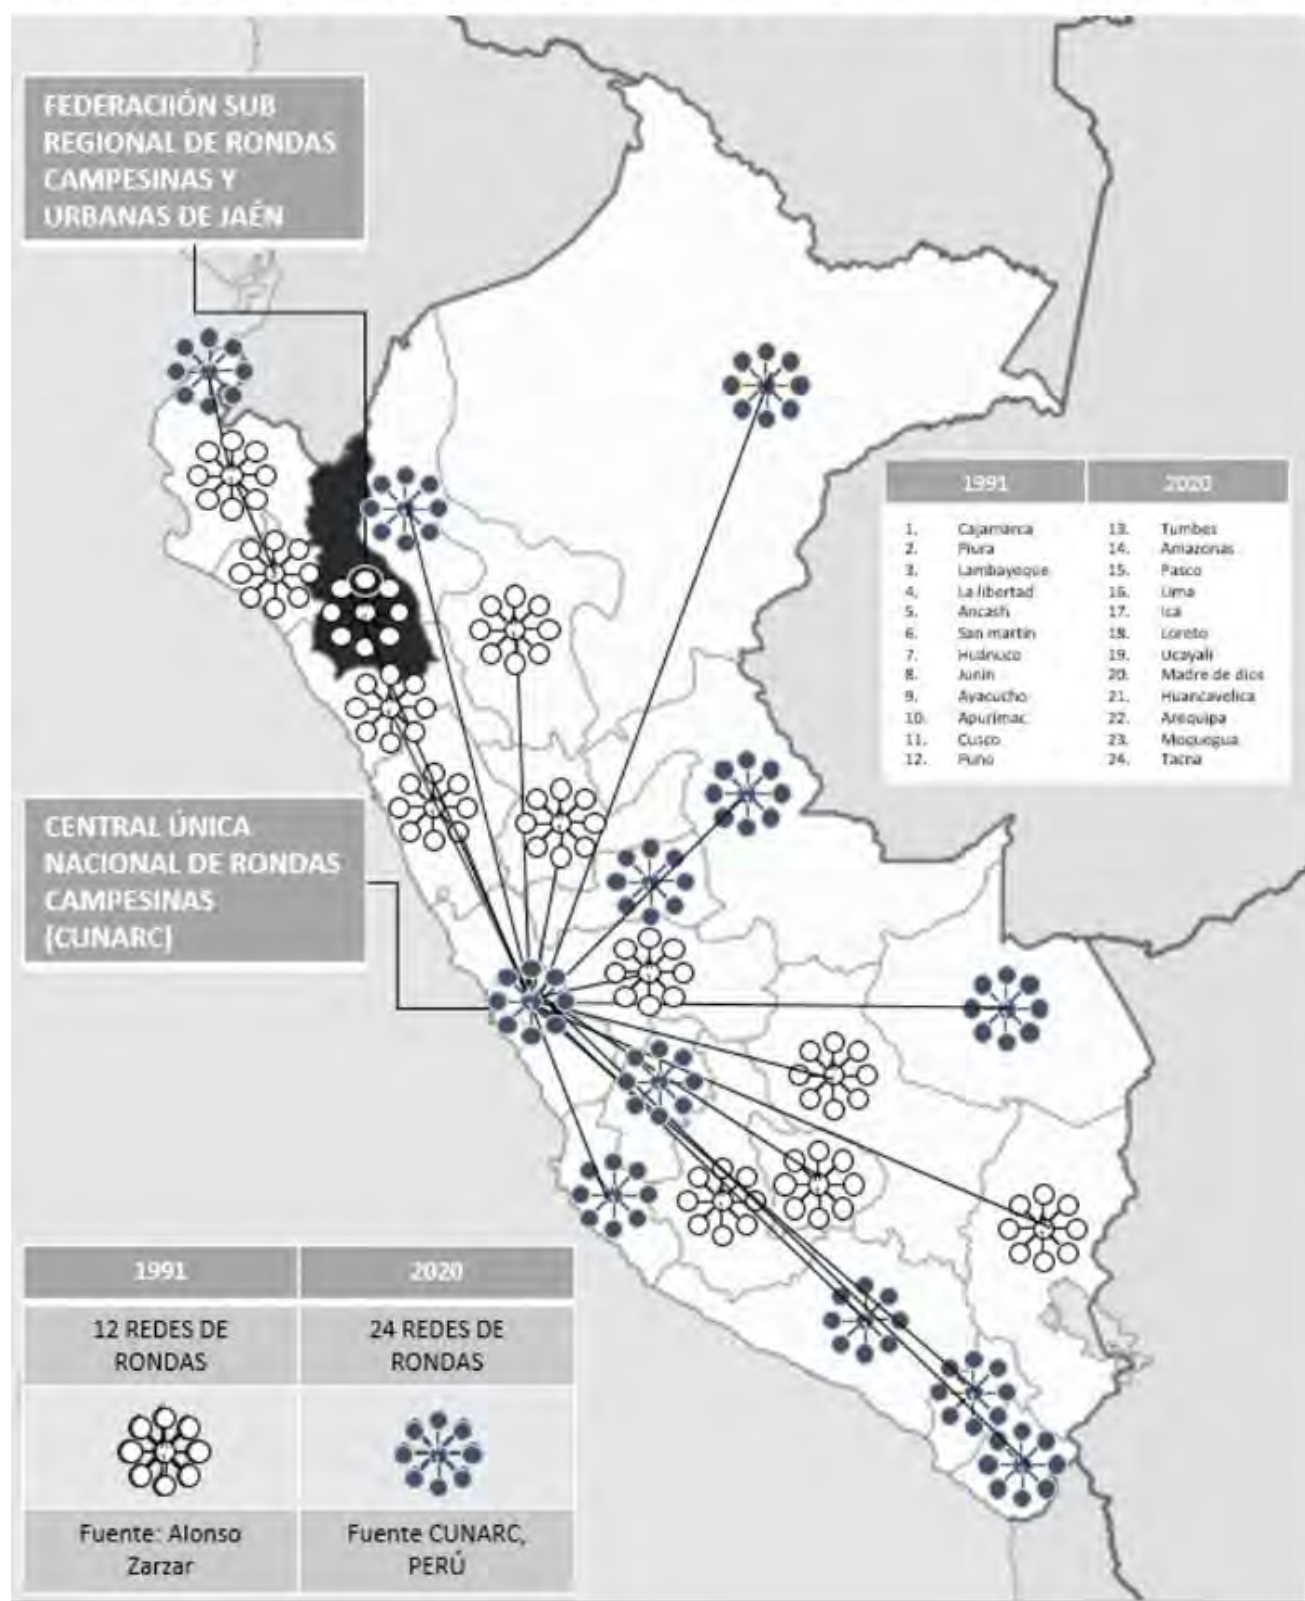 FEDERACIIÓN SUB
REGIONAL DE RONDAS
CAMPESINAS Y
URBANAS DE JAÉN
1991 2020
1. Cajamarca 13. Tumbes
2. Piura 14. Amazonas
3. Lambayeque 15. Pasco
4. La libertad 16. Lima
5. Ancash 17. Ica
6. San martin 18. Loreto
7. Huánuco 19. Ucayali
8. Junin 20. Madre de dios
9. Ayacucho 21. Huancavelica
10. Apurimac 22. Arequipa
11. Cusco 23. Moquegua
12. Puno 24. Tacna
CENTRAL ÚNICA
NACIONAL DE RONDAS
CAMPESINAS
(CUNARC)
1991 2020
12 REDES DE
RONDAS
24 REDES DE
RONDAS
Fuente: Alonso
Zarzar
Fuente CUNARC,
PERÚ